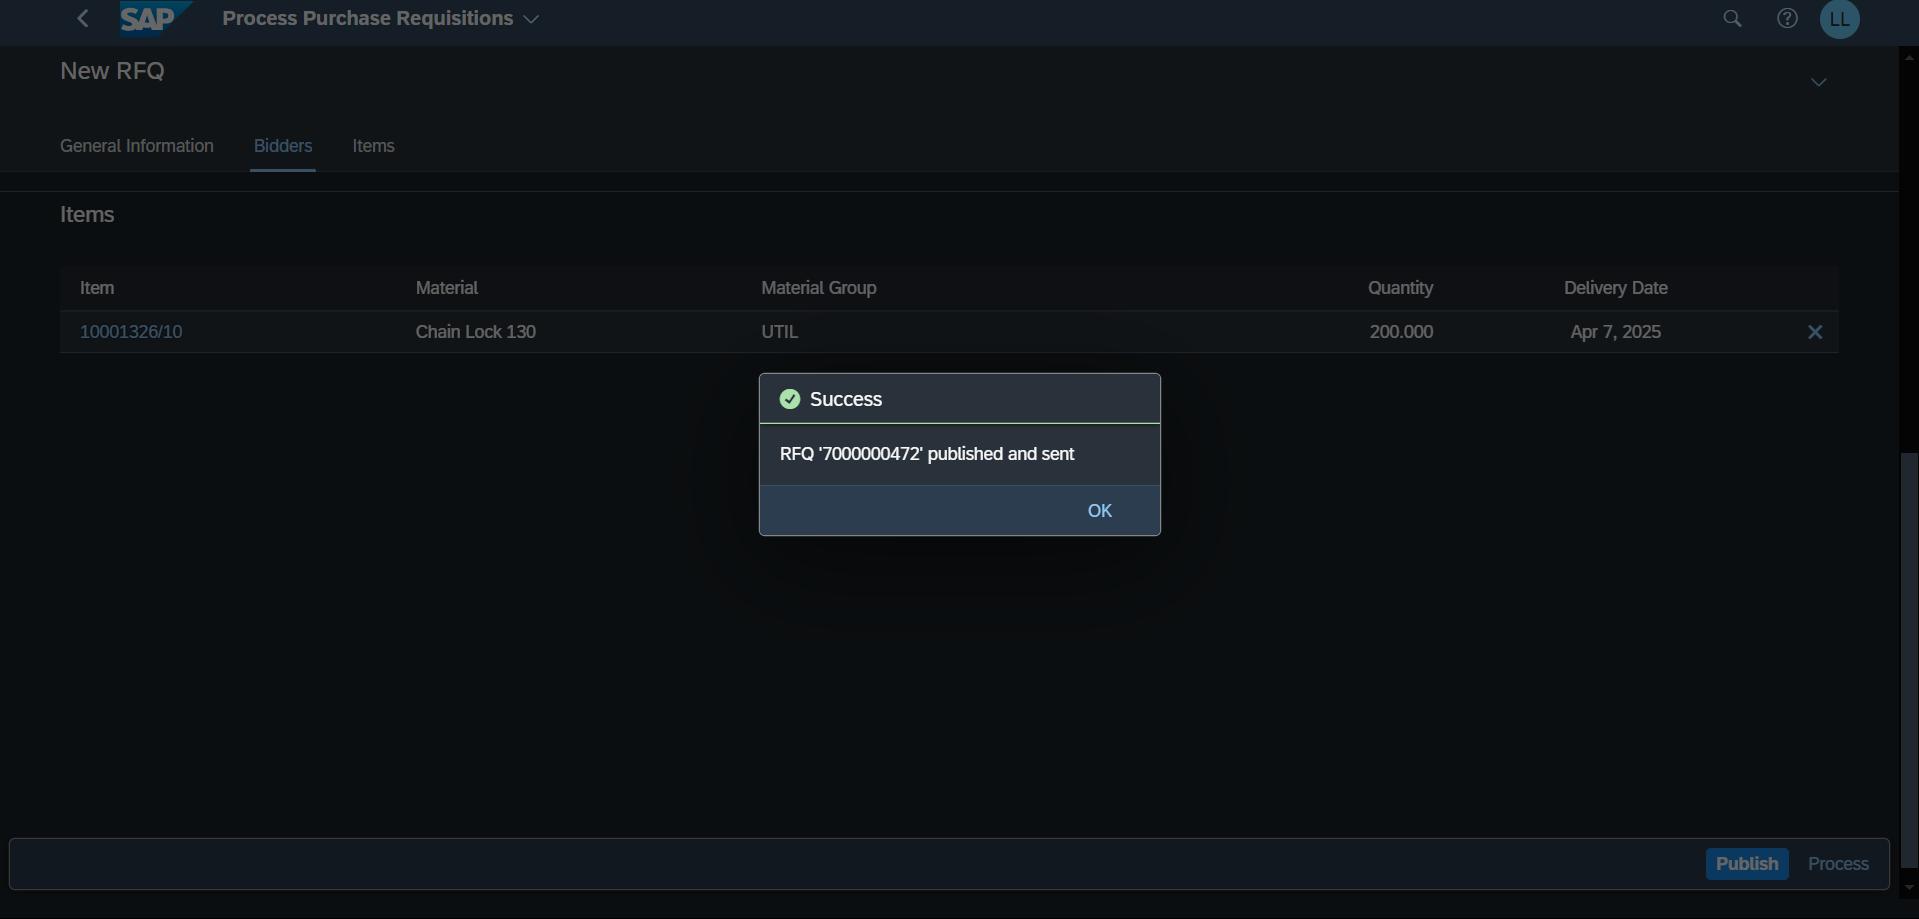 SAP
Process Purchase Requisitions
LL
New RFQ
General Information
Bidders
Items
Items
Item
Material
Material Group
Quantity
Delivery Date
10001326/10
Chain Lock 130
UTIL
200.000
Apr 7, 2025
Success
RFQ '7000000472' published and sent
OK
Publish
Process